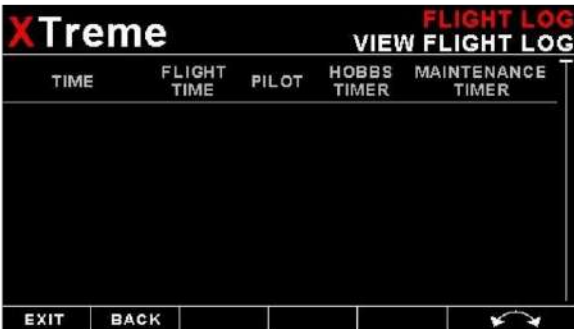 XTreme
FLIGHT LOG
VIEW FLIGHT LOG
TIME FLIGHT TIME PILOT HOBBS TIMER MAINTENANCE TIMER
EXIT BACK